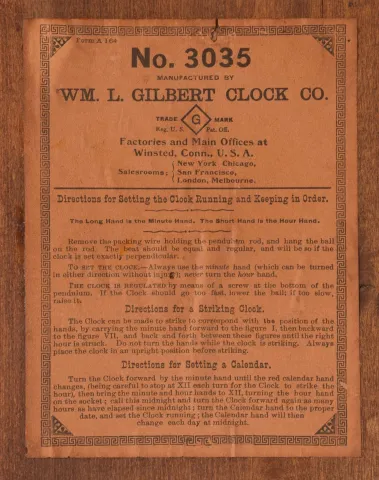 Form A 164
No. 3035
MANUFACTURED BY
WM. L. GILBERT CLOCK CO.
TRADE G MARK
Reg. U. S. Pat. Off.
Factories and Main Offices at
Winsted, Conn., U. S. A.
Salesrooms; New York Chicago,
San Francisco,
London, Melbourne.
Directions for Setting the Clock Running and Keeping in Order.
The Long Hand is the Minute Hand. The Short Hand is the Hour Hand.
Remove the packing wire holding the pendulum rod, and hang the ball
on the rod. The beat should be equal and regular, and will be so if the
clock is set exactly perpendicular.
TO SET THE CLOCK.—Always use the minute hand (which can be turned
in either direction without injury); never turn the hour hand.
THE CLOCK IS REGULATED by means of a screw at the bottom of the
pendulum. If the Clock should go too fast, lower the ball; if too slow,
raise it.
Directions for a Striking Clock.
The Clock can be made to strike to correspond with the position of the
hands, by carrying the minute hand forward to the figure I, then backward
to the figure VII, and back and forth between these figures until the right
hour is struck. Do not turn the hands while the clock is striking. Always
place the clock in an upright position before striking.
Directions for Setting a Calendar.
Turn the Clock forward by the minute hand until the red calendar hand
changes, (being careful to stop at XII each turn for the Clock to strike the
hour), then bring the minute and hour hands to XII, turning the hour hand
on the socket; call this midnight and turn the Clock forward again as many
hours as have elapsed since midnight; turn the Calendar hand to the proper
date, and set the Clock running; the Calendar hand will then
change each day at midnight.